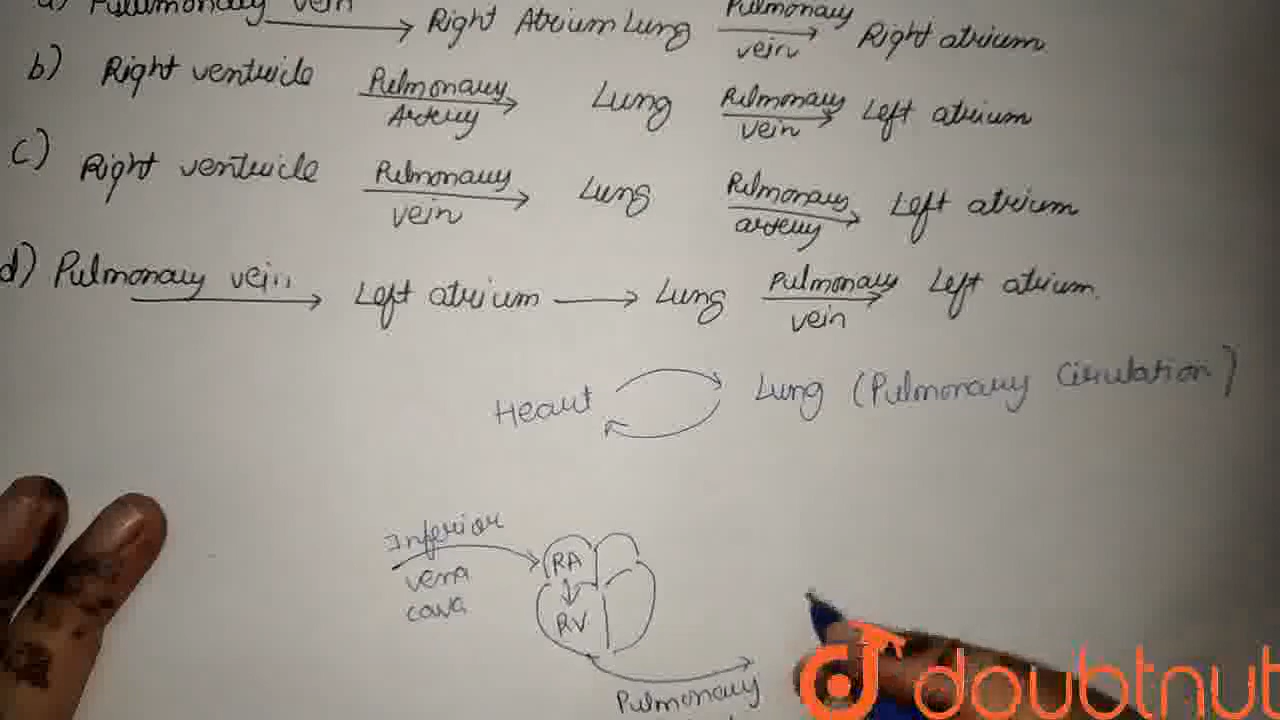 a) Pulmonary vein → Right Atrium Lung Pulmonary vein → Right atrium.
b) Right ventricle Pulmonary Artery → Lung Pulmonary vein → Left atrium
c) Right ventricle Pulmonary vein → Lung Pulmonary artery → Left atrium
d) Pulmonary vein → Left atrium → Lung Pulmonary vein → Left atrium.
Heart Lung (Pulmonary Circulation)
Inferior
vena
cava
RA
↓
RV
Pulmonary
doubtnut